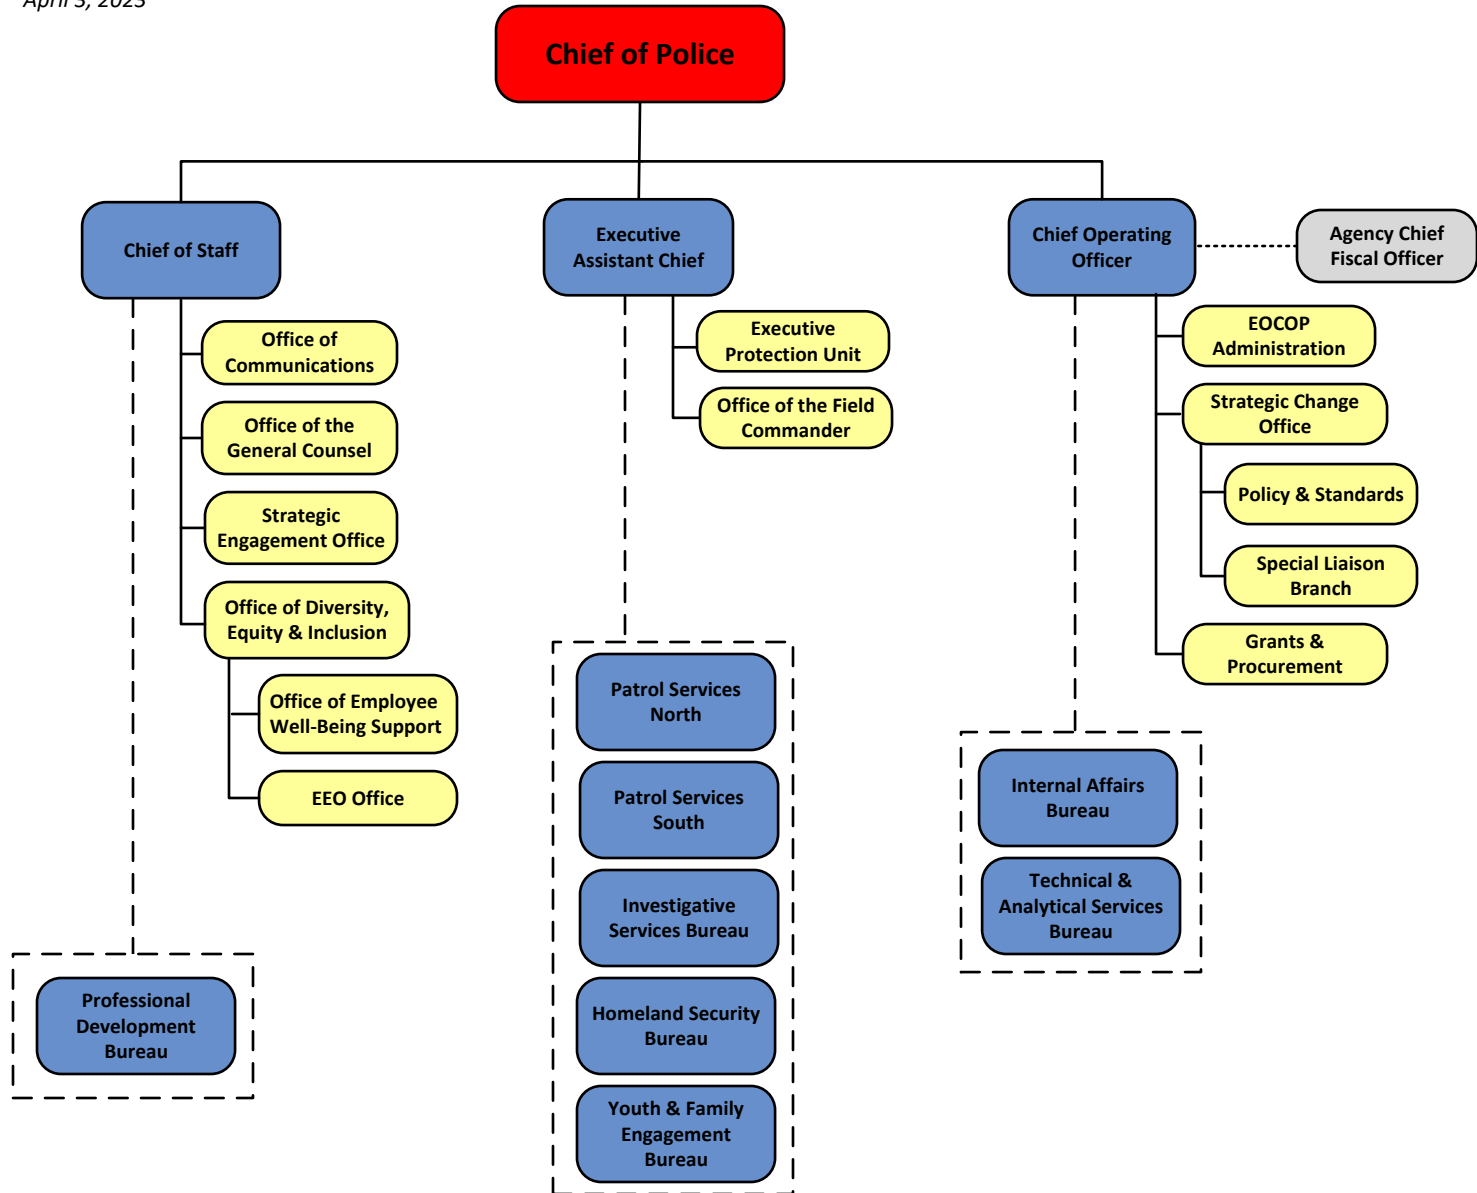 April 3, 2023
Chief of Police
Chief of Staff
Executive
Assistant Chief
Chief Operating
Officer
Agency Chief
Fiscal Officer
Office of
Communications
Office of the
General Counsel
Strategic
Engagement Office
Office of Diversity,
Equity & Inclusion
Office of Employee
Well-Being Support
EEO Office
Professional
Development
Bureau
Executive
Protection Unit
Office of the Field
Commander
Patrol Services
North
Patrol Services
South
Investigative
Services Bureau
Homeland Security
Bureau
Youth & Family
Engagement
Bureau
EOCOP
Administration
Strategic Change
Office
Policy & Standards
Special Liaison
Branch
Grants &
Procurement
Internal Affairs
Bureau
Technical &
Analytical Services
Bureau